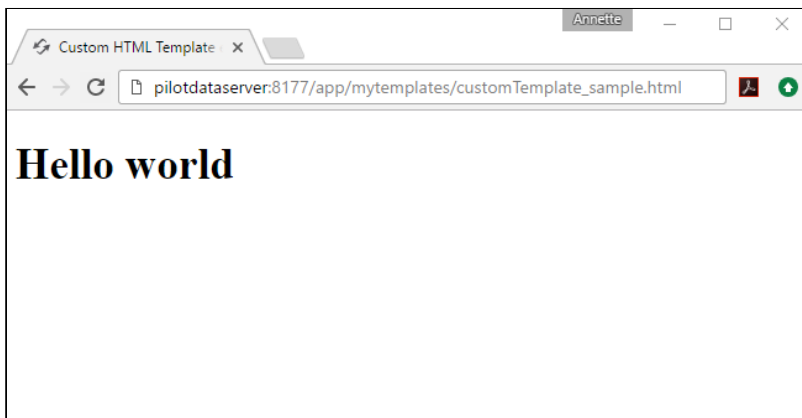 Annette
Custom HTML Template
pilotdataserver:8177/app/mytemplates/customTemplate_sample.html
Hello world